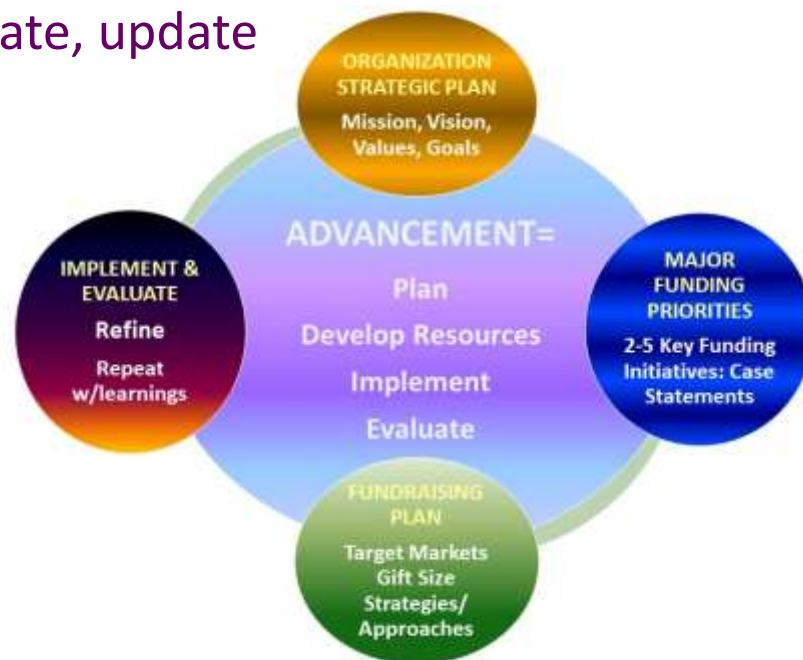 ate, update
ORGANIZATION
STRATEGIC PLAN
Mission, Vision,
Values, Goals
ADVANCEMENT=
Plan
Develop Resources
Implement
Evaluate
IMPLEMENT &
EVALUATE
Refine
Repeat
w/learnings
MAJOR
FUNDING
PRIORITIES
2-5 Key Funding
Initiatives: Case
Statements
FUNDRAISING
PLAN
Target Markets
Gift Size
Strategies/
Approaches